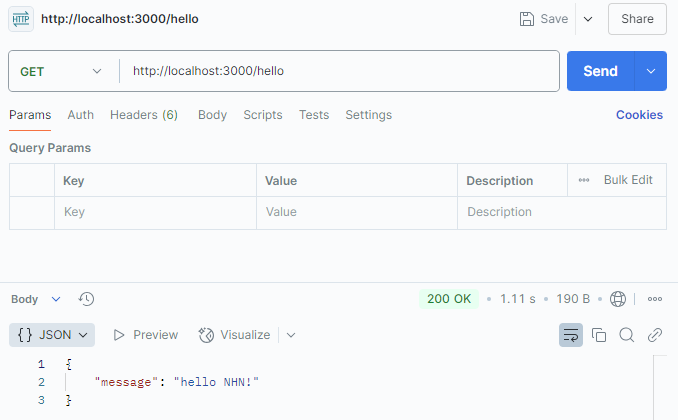 HTTP http://localhost:3000/hello Save Share
GET http://localhost:3000/hello Send
Params Auth Headers (6) Body Scripts Tests Settings Cookies
Query Params
Key Value Description ••• Bulk Edit
Key Value Description
Body 200 OK • 1.11 s • 190 B •
{} JSON Preview Visualize
1 {
2 "message": "hello NHN!"
3 }